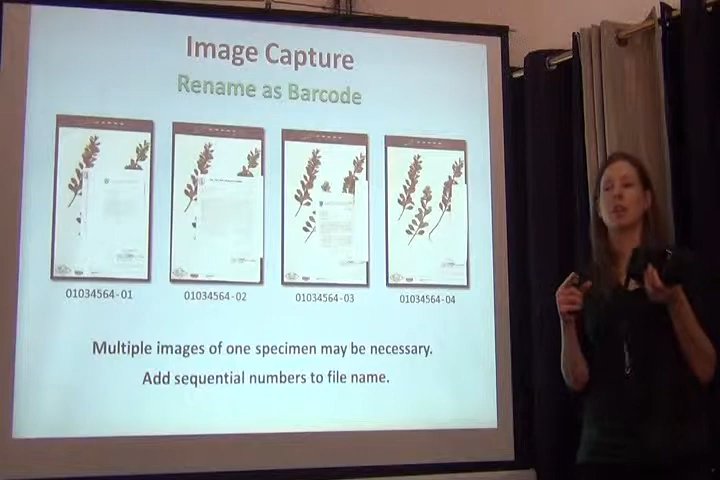 Image Capture
Rename as Barcode
01034564-01
01034564-02
01034564-03
01034564-04
Multiple images of one specimen may be necessary.
Add sequential numbers to file name.